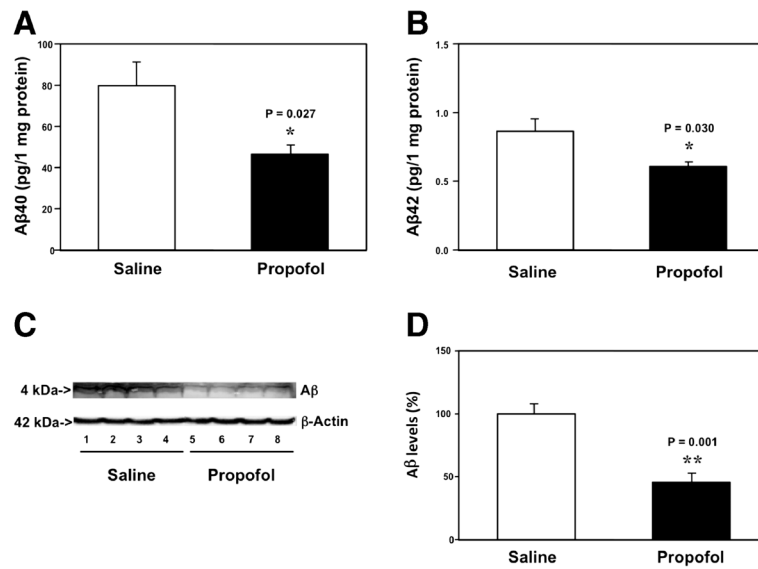 A
Aβ40 (pg/1 mg protein)
100
80
60
40
20
0
P = 0.027
*
Saline
Propofol
B
Aβ42 (pg/1 mg protein)
1.5
1.0
0.5
0.0
P = 0.030
*
Saline
Propofol
C
4 kDa->
Aβ
42 kDa->
β-Actin
1 2 3 4 5 6 7 8
Saline
Propofol
D
Aβ levels (%)
150
100
50
0
P = 0.001
**
Saline
Propofol